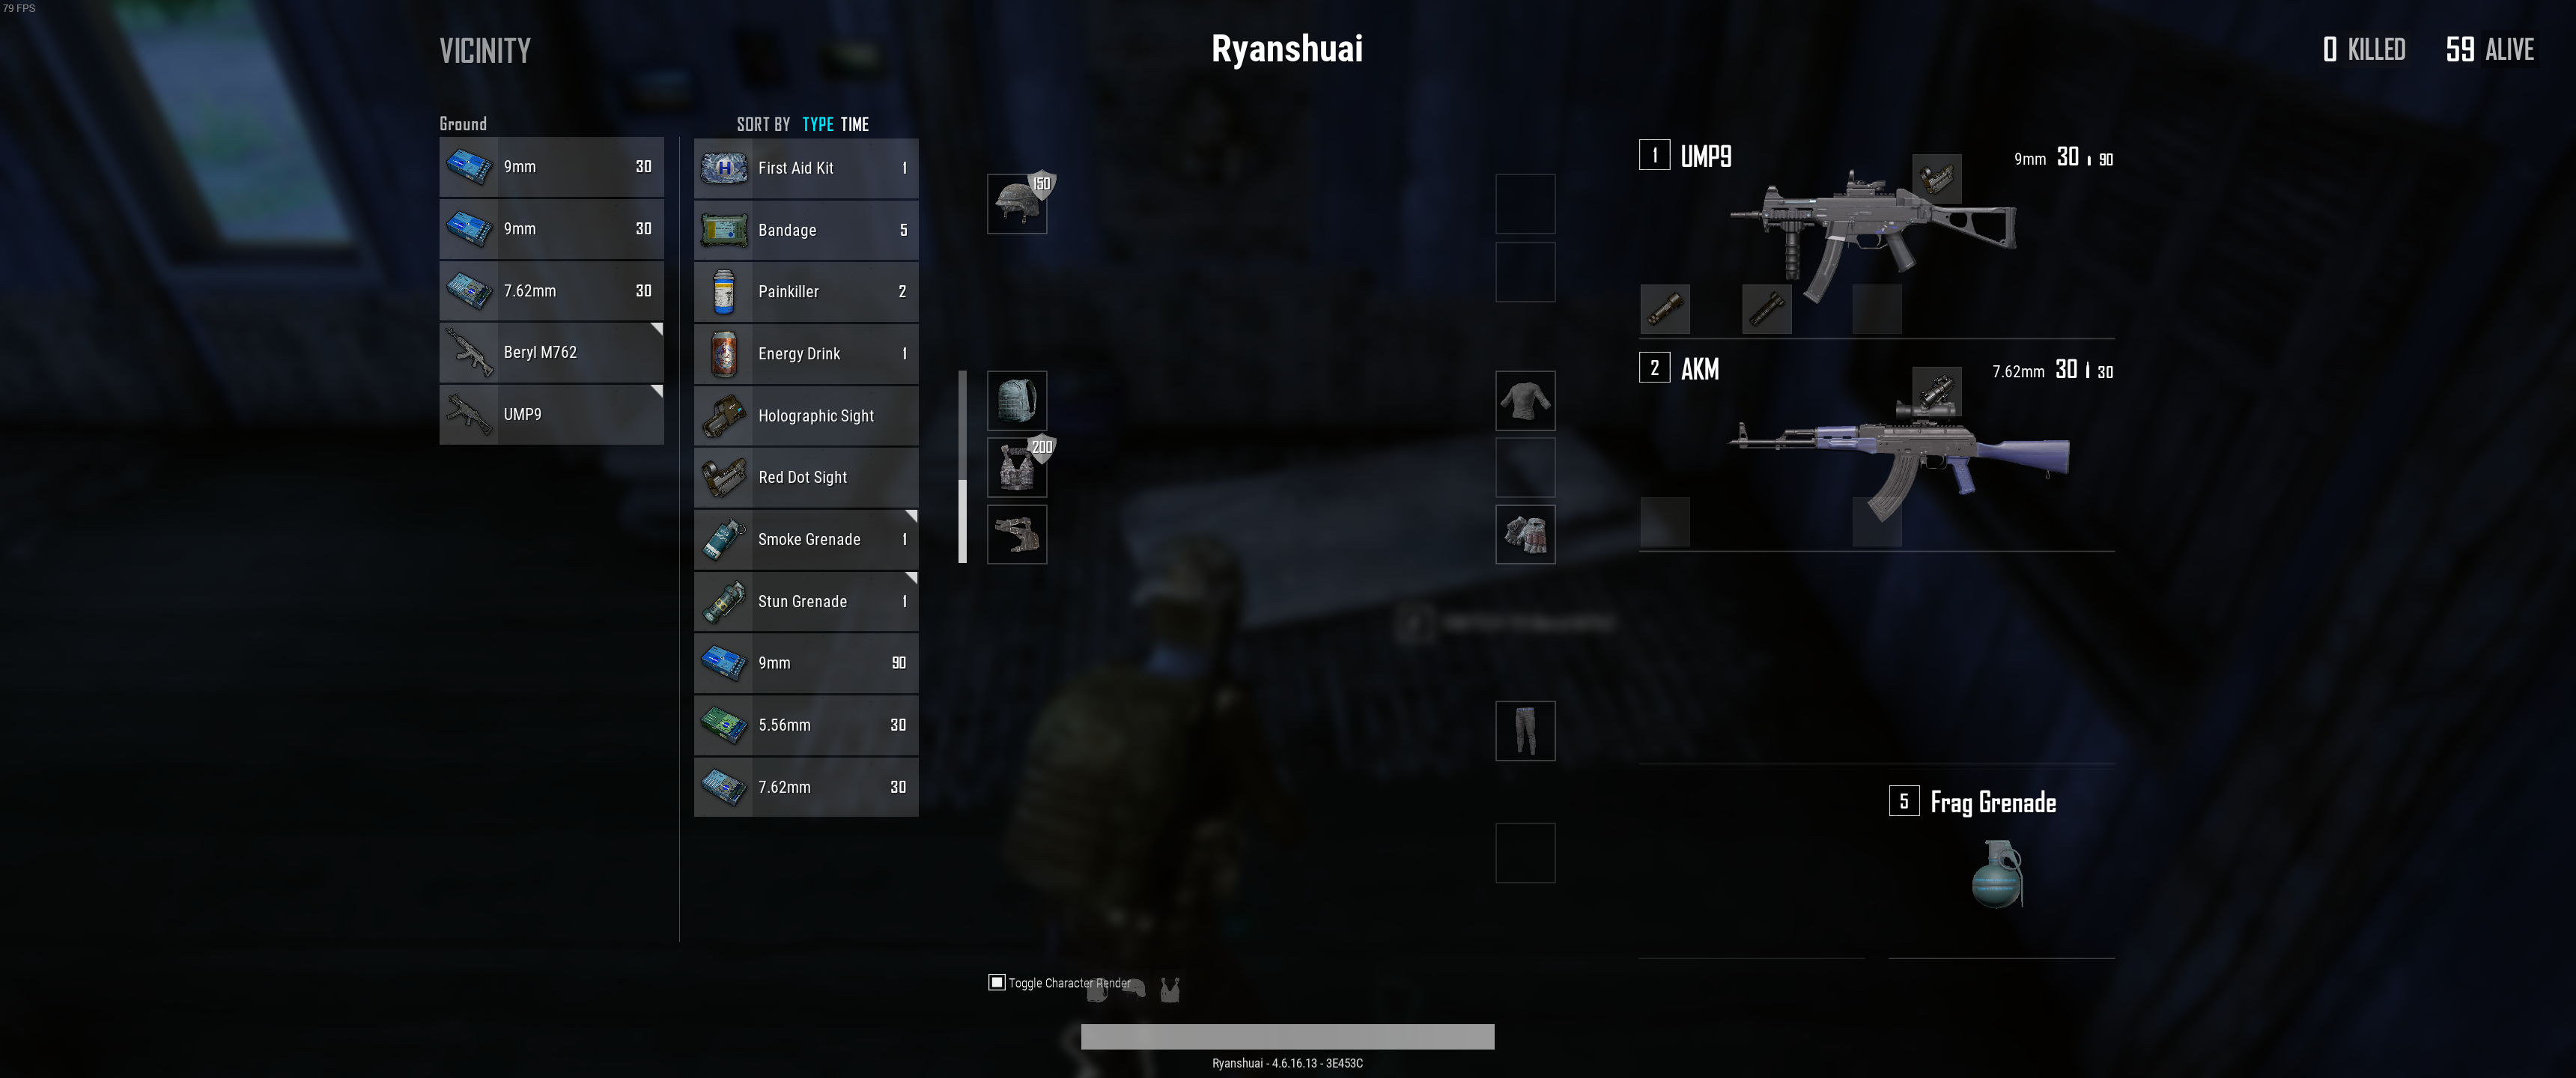 79 FPS
VICINITY
Ryanshuai
0 KILLED 59 ALIVE
Ground
9mm 30
9mm 30
7.62mm 30
Beryl M762
UMP9
SORT BY TYPE TIME
First Aid Kit 1
Bandage 5
Painkiller 2
Energy Drink 1
Holographic Sight
Red Dot Sight
Smoke Grenade 1
Stun Grenade 1
9mm 90
5.56mm 30
7.62mm 30
150
200
1 UMP9 9mm 30 90
2 AKM 7.62mm 30 30
5 Frag Grenade
Toggle Character Render
Ryanshuai - 4.6.16.13 - 3E453C